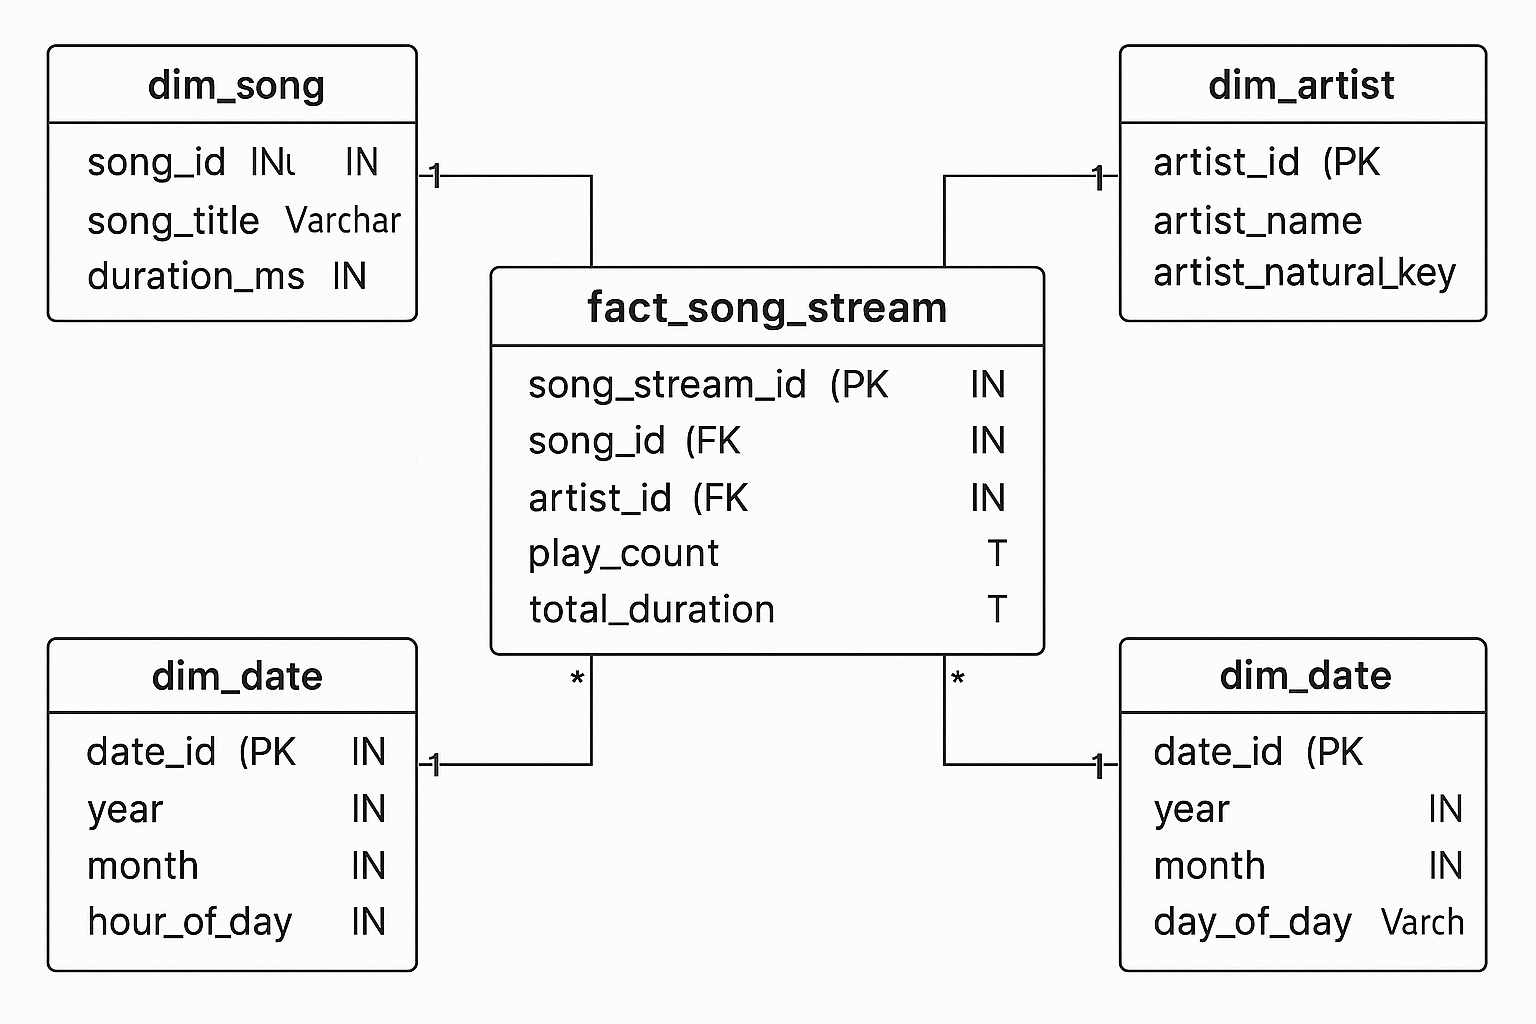 dim_song
song_id IN IN
song_title Varchar
duration_ms IN
1
dim_artist
artist_id (PK
artist_name
artist_natural_key
1
fact_song_stream
song_stream_id (PK IN
song_id (FK IN
artist_id (FK IN
play_count T
total_duration T
*
*
dim_date
date_id (PK IN
year IN
month IN
hour_of_day IN
1
dim_date
date_id (PK
year IN
month IN
day_of_day Varch
1